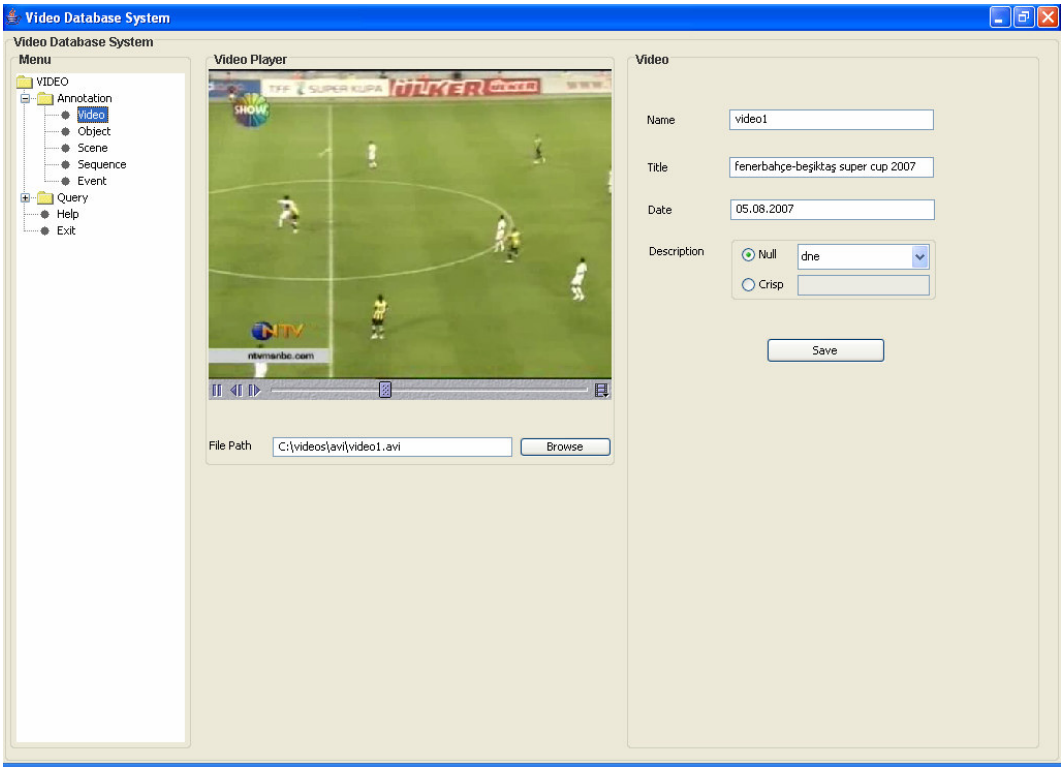 Video Database System
Video Database System
Menu
VIDEO
Annotation
Video
Object
Scene
Sequence
Event
Query
Help
Exit
Video Player
TFF SUPER KUPA ÜLKER ÜLKER
SHOW
NTV
ntvmsnbc.com
File Path C:\videos\avi\video1.avi Browse
Video
Name video1
Title fenerbahçe-beşiktaş super cup 2007
Date 05.08.2007
Description Null dne
Crisp
Save